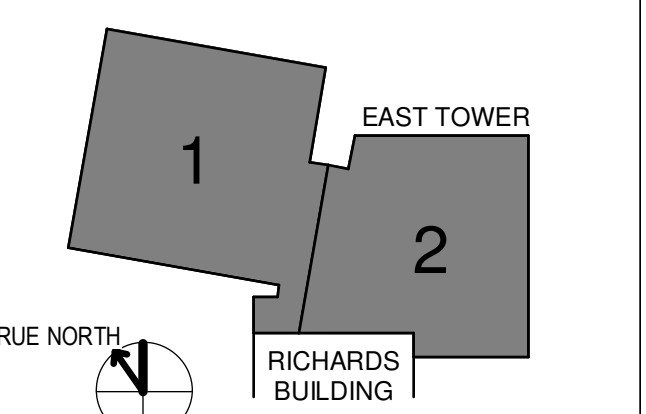 1
EAST TOWER
2
RUE NORTH
RICHARDS
BUILDING